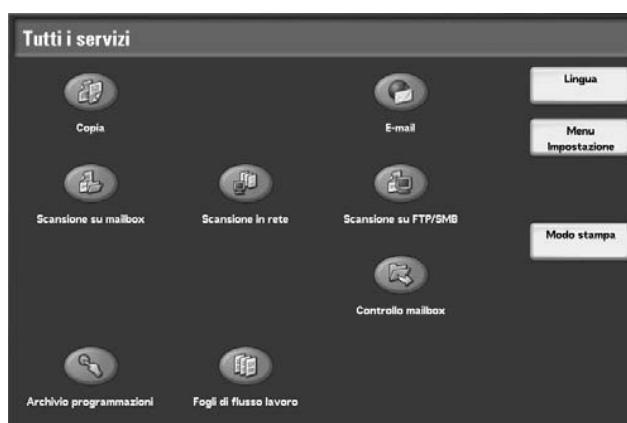 Tutti i servizi
Copia
E-mail
Lingua
Menu
Impostazione
Scansione su mailbox
Scansione in rete
Scansione su FTP/SMB
Modo stampa
Controllo mailbox
Archivio programmazioni
Fogli di flusso lavoro